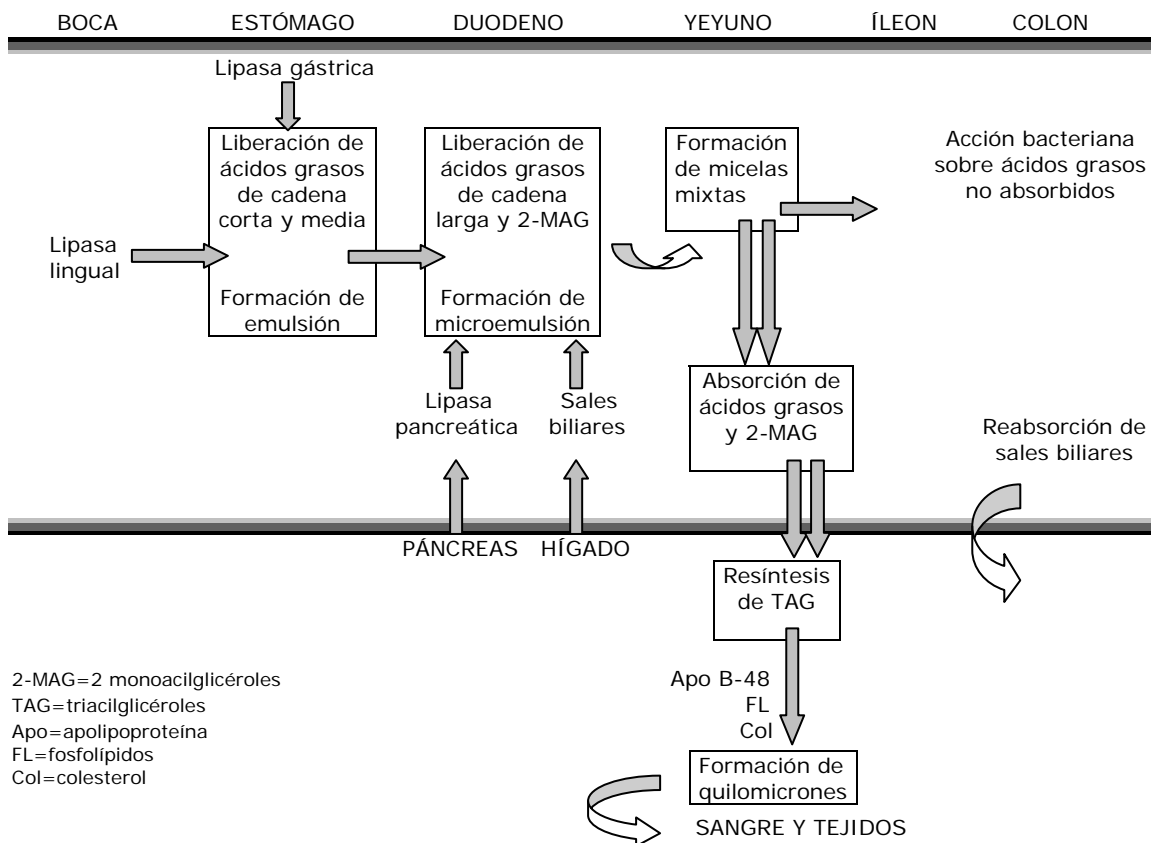 BOCA
ESTÓMAGO
DUODENO
YEYUNO
ÍLEON
COLON
Lipasa gástrica
Liberación de
ácidos grasos
de cadena
corta y media
Formación de
emulsión
Lipasa
lingual
Liberación de
ácidos grasos
de cadena
larga y 2-MAG
Formación de
microemulsión
Formación
de micelas
mixtas
Acción bacteriana
sobre ácidos grasos
no absorbidos
Lipasa
pancreática
Sales
biliares
Absorción de
ácidos grasos
y 2-MAG
Reabsorción de
sales biliares
PÁNCREAS
HÍGADO
Resíntesis
de TAG
Apo B-48
FL
Col
Formación de
quilomicrones
SANGRE Y TEJIDOS
2-MAG=2 monoacilglicéroles
TAG=triacilglicéroles
Apo=apolipoproteína
FL=fosfolípidos
Col=colesterol